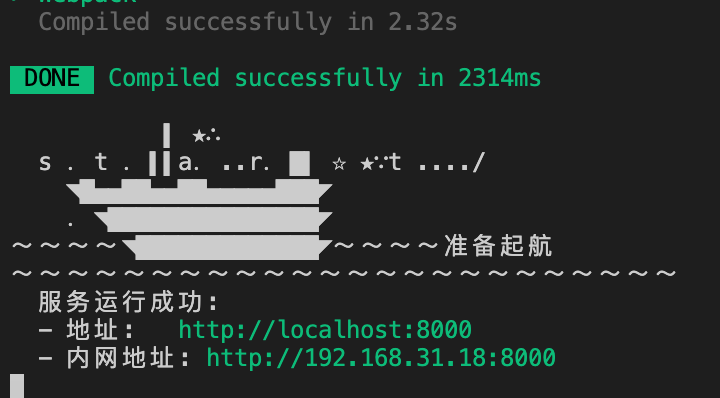 webpack
Compiled successfully in 2.32s
DONE Compiled successfully in 2314ms
▍ ★∴
s . t . ▍▍a. ..r. █▍ ☆ ★∵t ..../
◥█▅▅██▅▅██▅▅▅▅▅███◤
. ◥███████████████◤
～～～～◥█████████████◤～～～～准备起航
～～～～～～～～～～～～～～～～～～～～～～～～
服务运行成功:
- 地址: http://localhost:8000
- 内网地址: http://192.168.31.18:8000